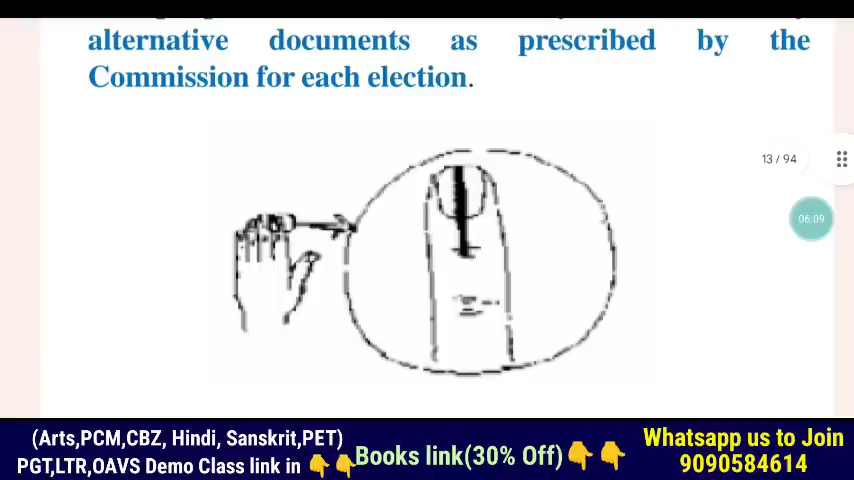 alternative documents as prescribed by the
Commission for each election.
13 / 94
06:09
(Arts,PCM,CBZ, Hindi, Sanskrit,PET)
PGT,LTR,OAVS Demo Class link in 👇👇
Books link(30% Off)👇👇
Whatsapp us to Join
9090584614